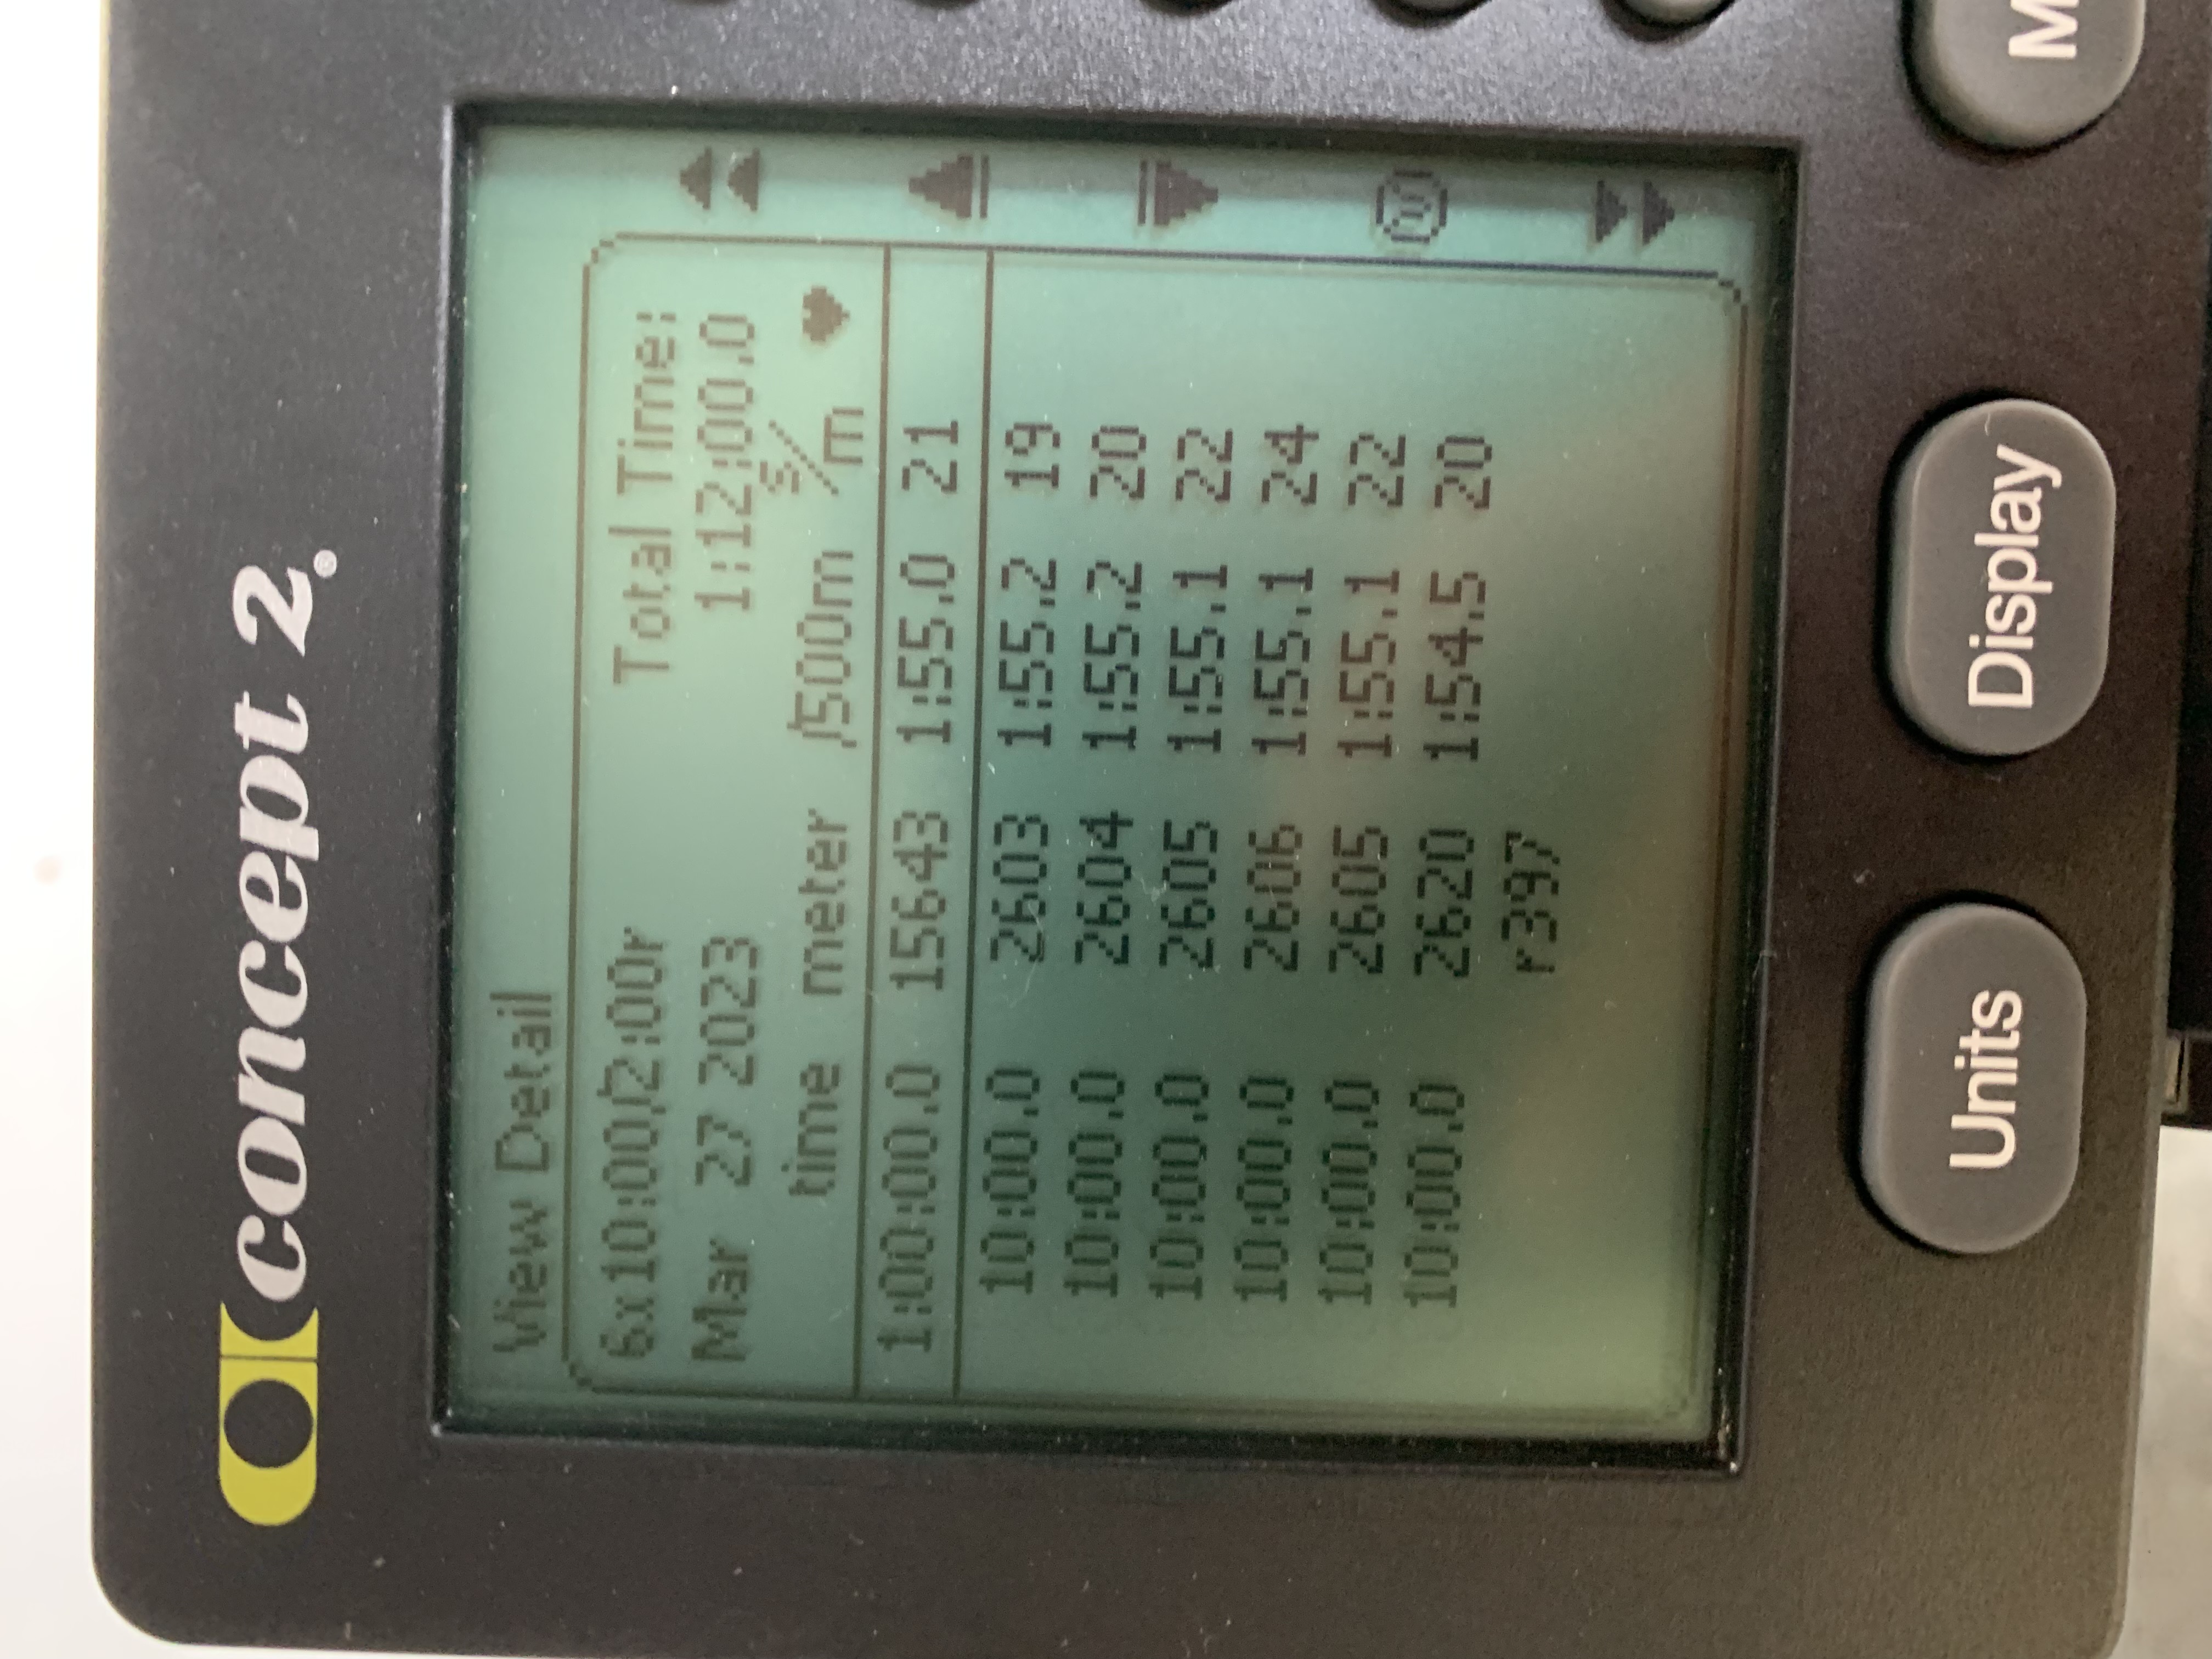 concept 2®
View Detail
6x10:00/2:00r Total Time:
Mar 27 2023 1:12:00.0
time meter /500m s/m ♥
1:00:00.0 15643 1:55.0 21
10:00.0 2603 1:55.2 19
10:00.0 2604 1:55.2 20
10:00.0 2605 1:55.1 22
10:00.0 2606 1:55.1 24
10:00.0 2605 1:55.1 22
10:00.0 2620 1:54.5 20
r397
Units Display M